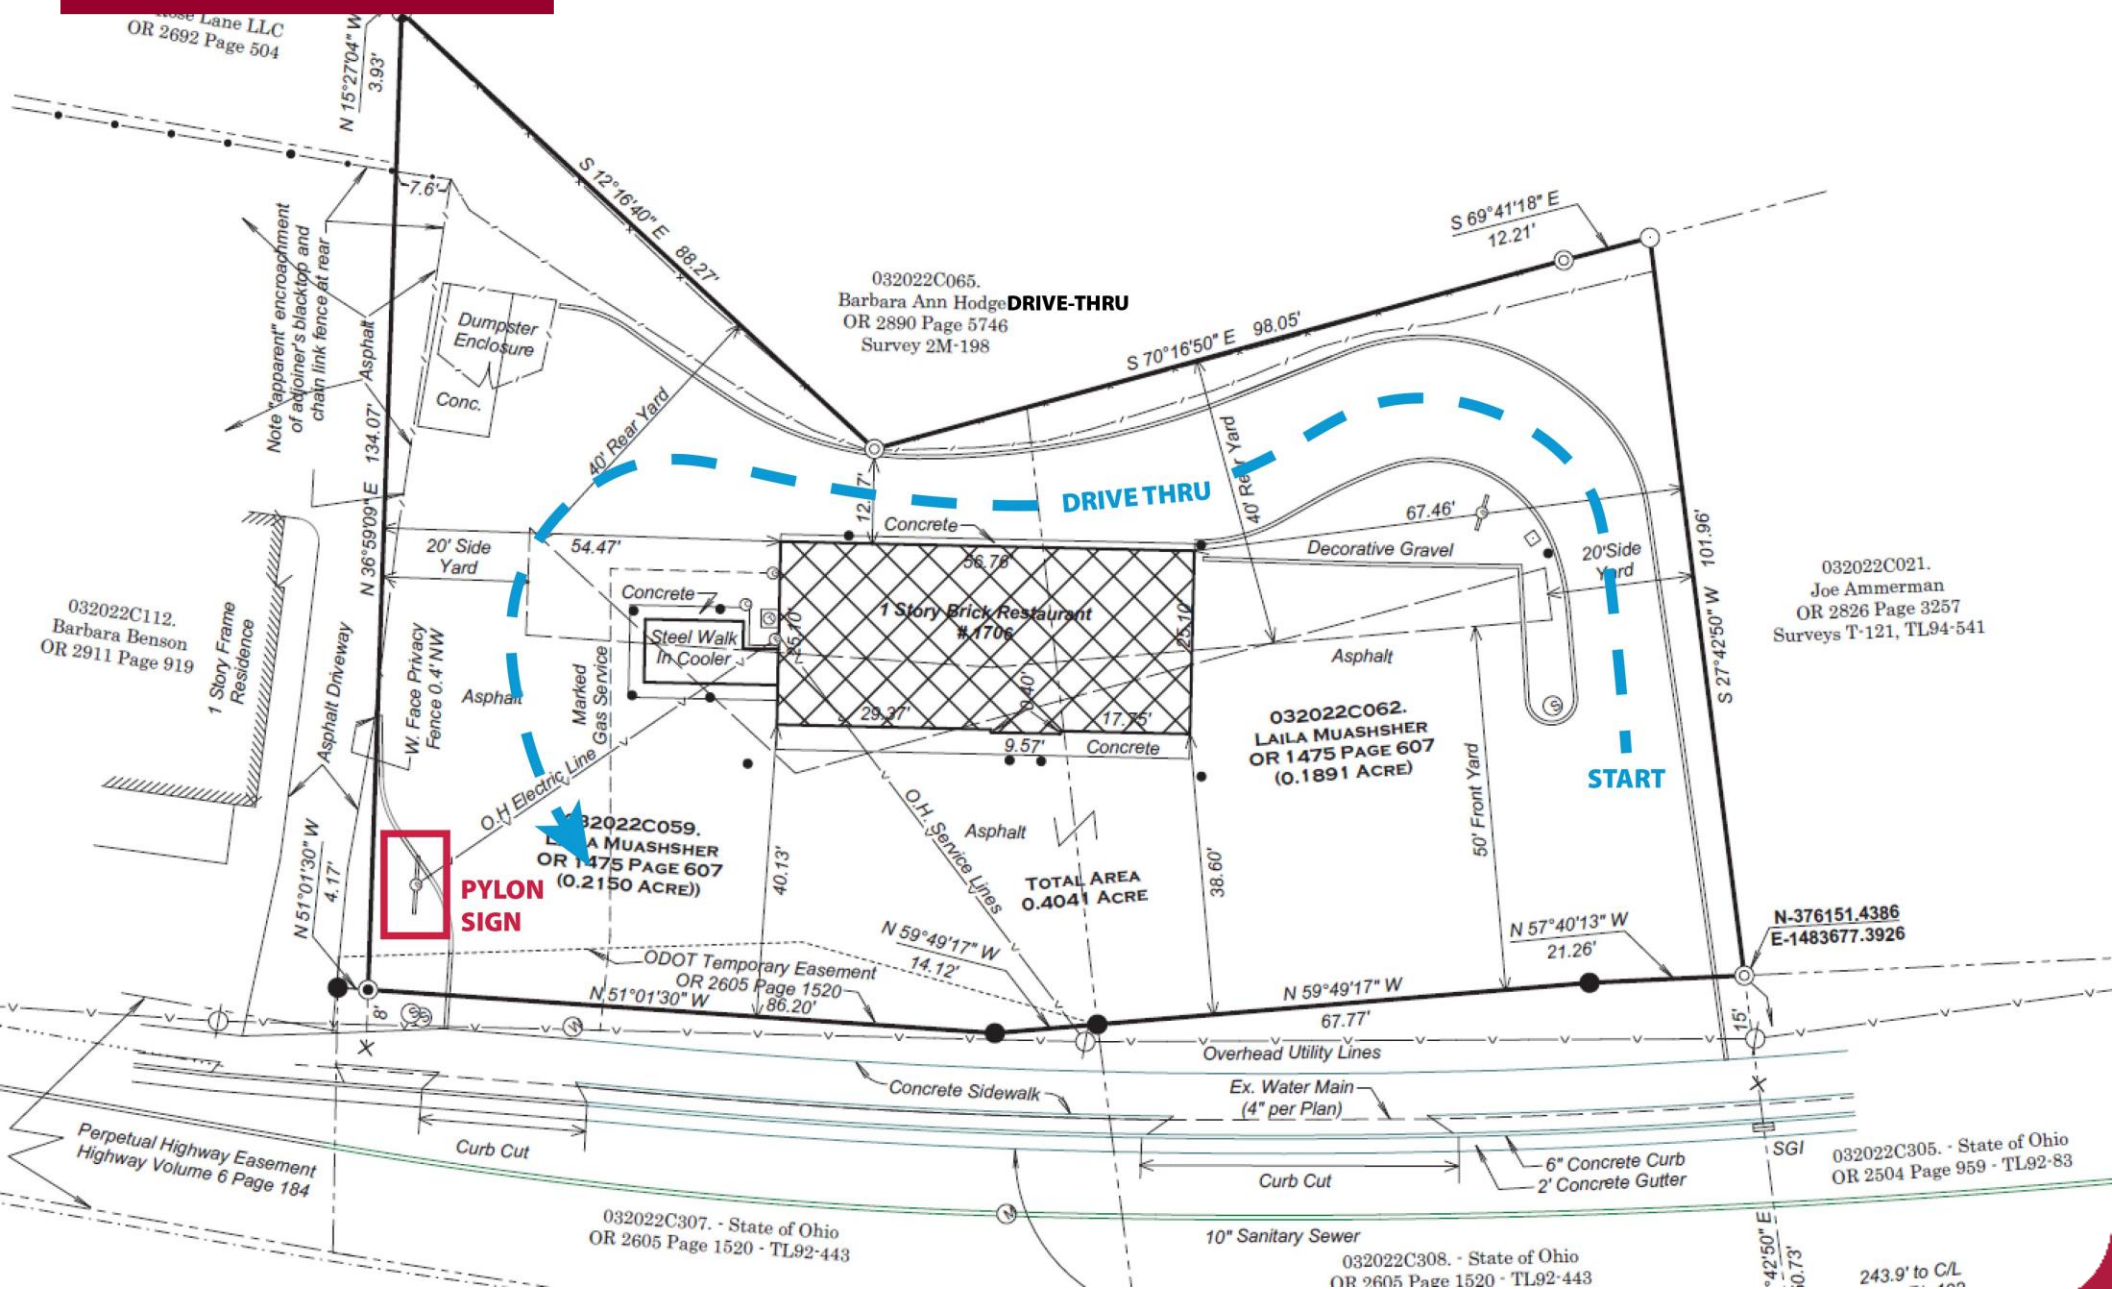 Rose Lane LLC
OR 2692 Page 504
N 15°27'04" W
3.93'
7.6'
S 12°16'40" E 88.27'
S 69°41'18" E
12.21'
032022C065.
Barbara Ann Hodge
DRIVE-THRU
OR 2890 Page 5746
Survey 2M-198
S 70°16'50" E 98.05'
Note "apparent" encroachment
of adjoiner's blacktop and
chain link fence at rear
Asphalt
Dumpster
Enclosure
Conc.
40' Rear Yard
40' Rear Yard
N 36°59'09" E 134.07'
DRIVE THRU
67.46'
Concrete
Decorative Gravel
20'Side
Yard
20' Side
Yard
54.47'
56.76'
S 27°42'50" W 101.96'
032022C021.
Joe Ammerman
OR 2826 Page 3257
Surveys T-121, TL94-541
032022C112.
Barbara Benson
OR 2911 Page 919
1 Story Frame
Residence
Asphalt Driveway
W. Face Privacy
Fence 0.4' NW
Asphalt
Marked
Gas Service
Concrete
Steel Walk
In Cooler
25.10'
1 Story Brick Restaurant
# 1706
25.10'
0.40'
29.37'
17.75'
9.57'
Concrete
Asphalt
032022C062.
LAILA MUASHSHER
OR 1475 PAGE 607
(0.1891 ACRE)
START
50' Front Yard
O.H Electric Line
O.H. Service Lines
032022C059.
MUASHSHER
OR 1475 PAGE 607
(0.2150 ACRE))
Asphalt
40.13'
38.60'
TOTAL AREA
0.4041 ACRE
PYLON
SIGN
N 51°01'30" W
4.17'
N 59°49'17" W
14.12'
N 57°40'13" W
21.26'
N-376151.4386
E-1483677.3926
ODOT Temporary Easement
OR 2605 Page 1520
N 51°01'30" W
86.20'
N 59°49'17" W
67.77'
8'
15'
Overhead Utility Lines
Concrete Sidewalk
Ex. Water Main
(4" per Plan)
Curb Cut
Curb Cut
6" Concrete Curb
2' Concrete Gutter
SGI
032022C305. - State of Ohio
OR 2504 Page 959 - TL92-83
Perpetual Highway Easement
Highway Volume 6 Page 184
032022C307. - State of Ohio
OR 2605 Page 1520 - TL92-443
10" Sanitary Sewer
032022C308. - State of Ohio
OR 2605 Page 1520 - TL92-443
243.9' to C/L